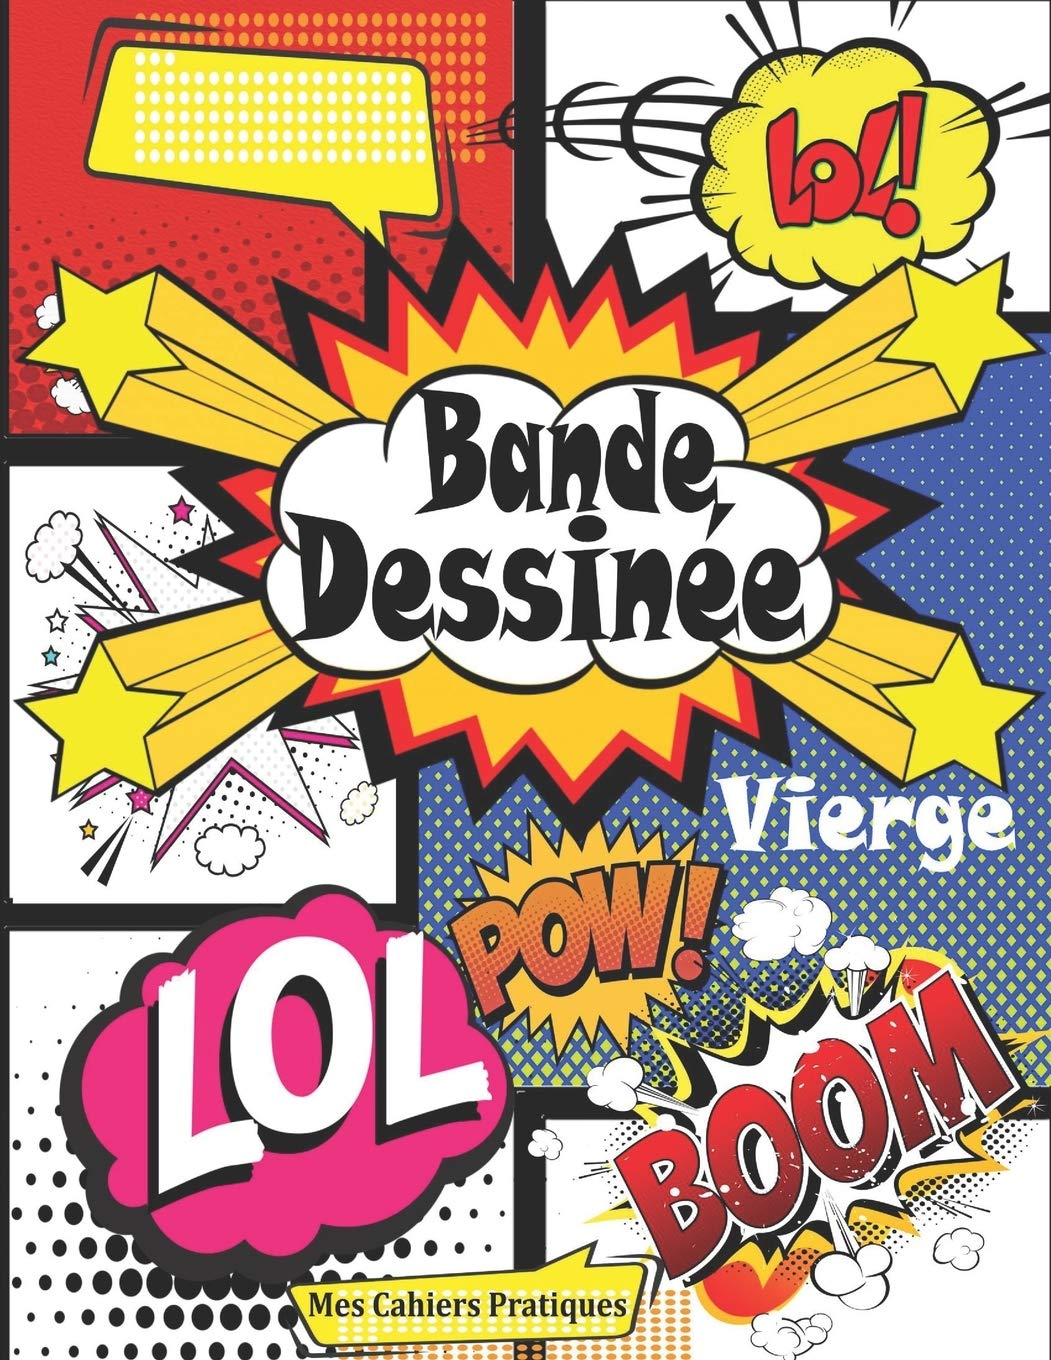 LOL!
Bande
Dessinée
Vierge
POW!
LOL
BOOM
Mes Cahiers Pratiques